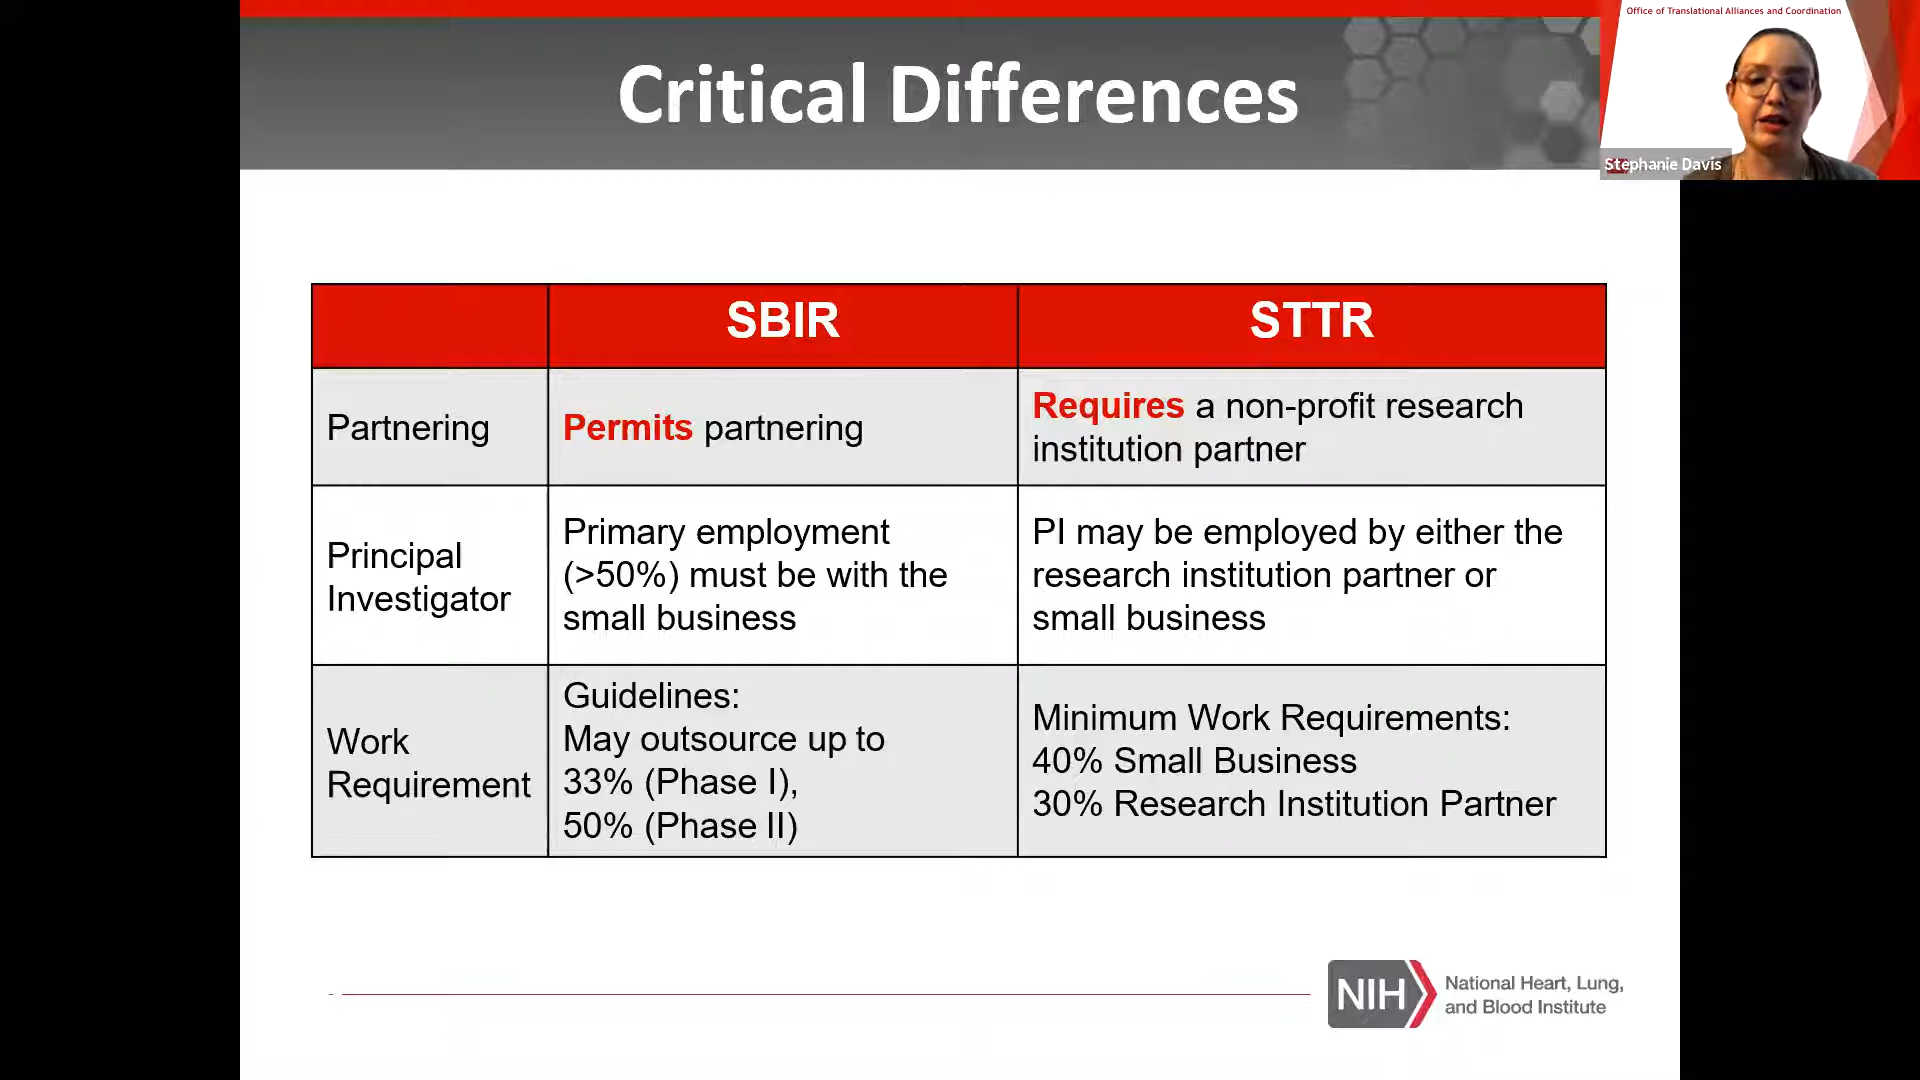 Office of Translational Alliances and Coordination
Critical Differences
Stephanie Davis
SBIR
STTR
Partnering
Permits partnering
Requires a non-profit research
institution partner
Principal
Investigator
Primary employment
(>50%) must be with the
small business
PI may be employed by either the
research institution partner or
small business
Work
Requirement
Guidelines:
May outsource up to
33% (Phase I),
50% (Phase II)
Minimum Work Requirements:
40% Small Business
30% Research Institution Partner
NIH
National Heart, Lung,
and Blood Institute